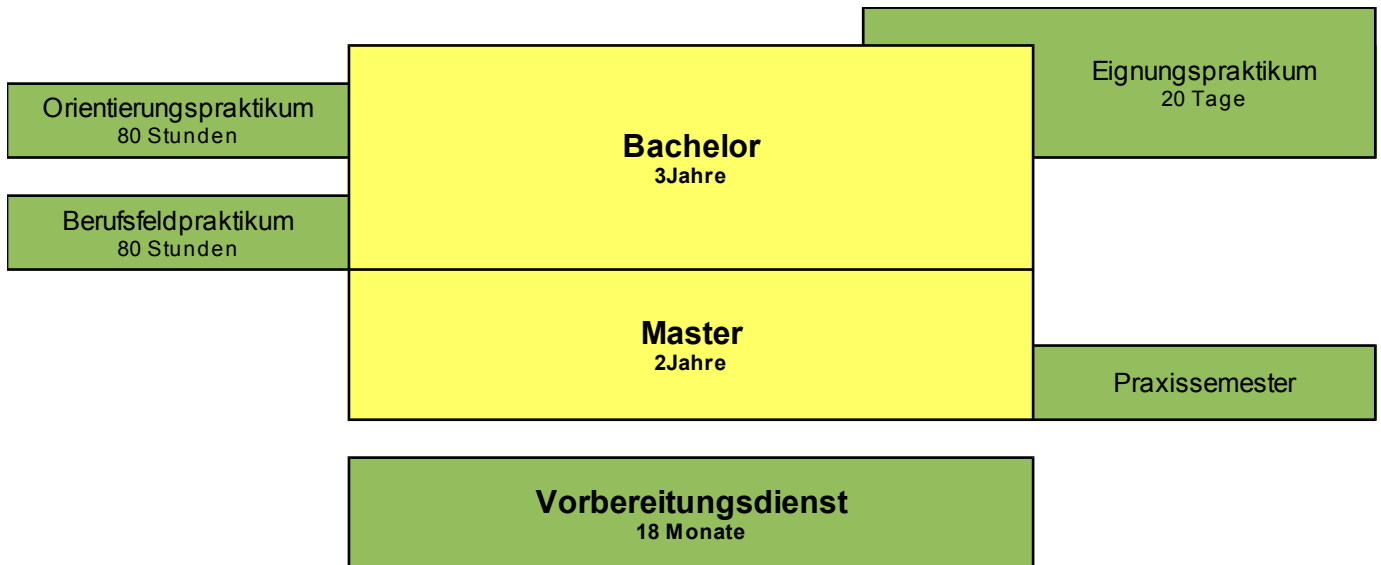 Eignungspraktikum
20 Tage
Orientierungspraktikum
80 Stunden
Bachelor
3Jahre
Berufsfeldpraktikum
80 Stunden
Master
2Jahre
Praxissemester
Vorbereitungsdienst
18 Monate